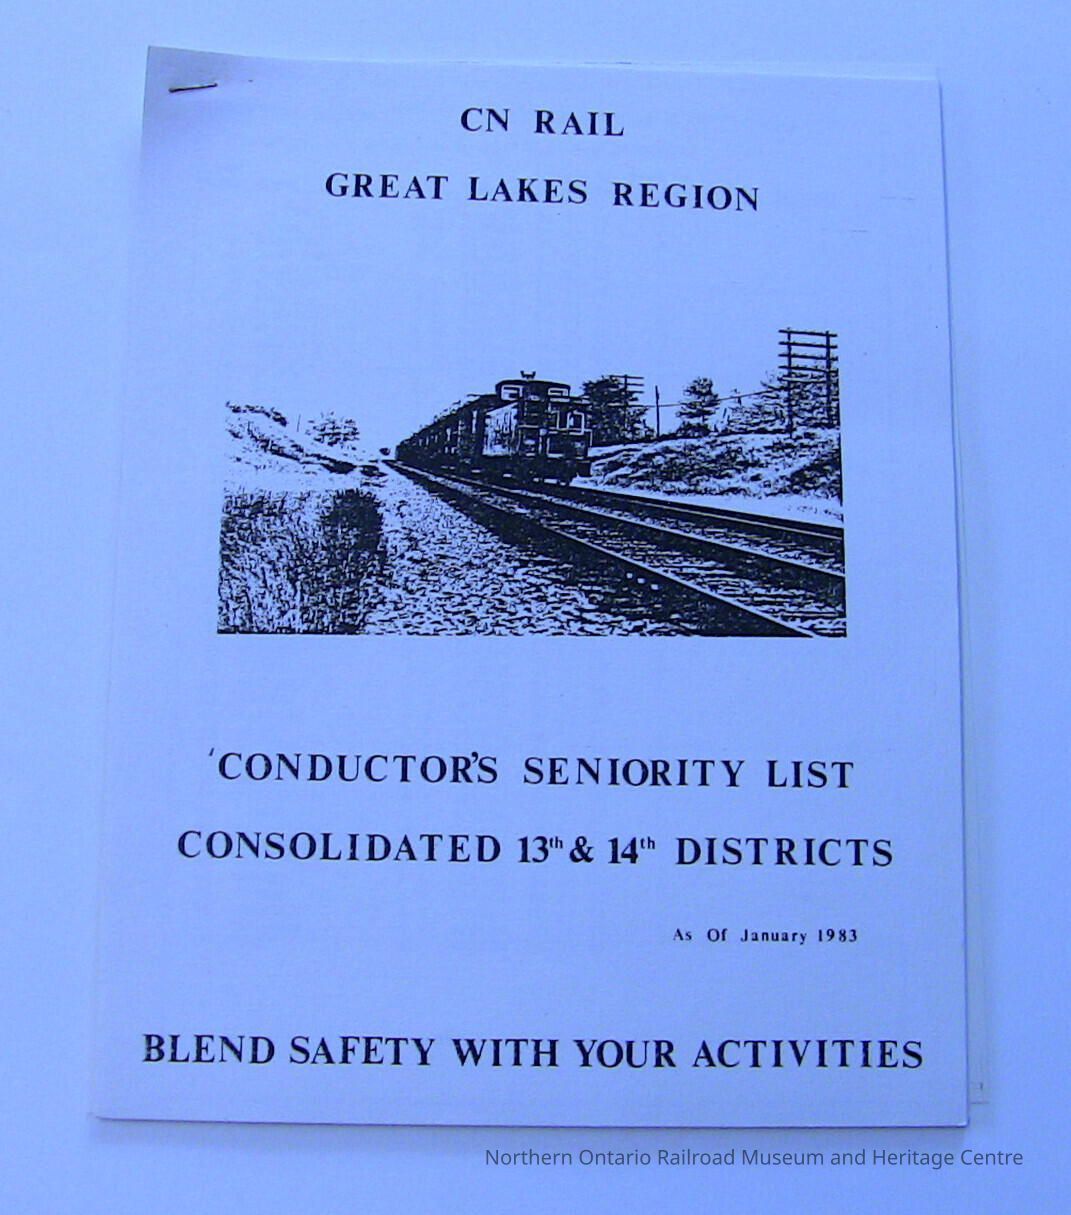 CN RAIL
GREAT LAKES REGION
'CONDUCTOR'S SENIORITY LIST
CONSOLIDATED 13th & 14th DISTRICTS
As Of January 1983
BLEND SAFETY WITH YOUR ACTIVITIES
Northern Ontario Railroad Museum and Heritage Centre